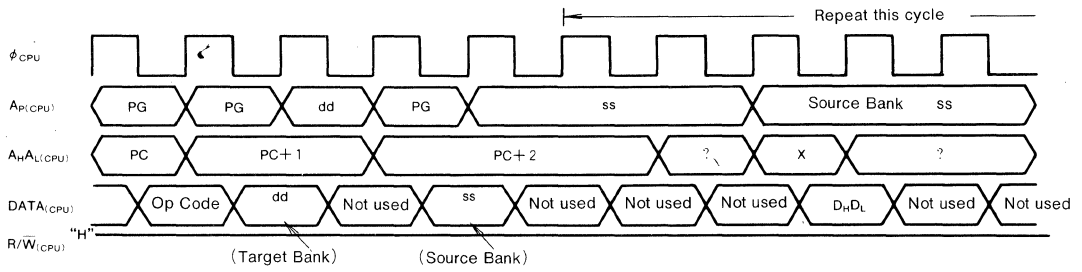 Repeat this cycle
φCPU
AP(CPU) PG PG dd PG ss Source Bank ss
AHAL(CPU) PC PC+1 PC+2 ? X ?
DATA(CPU) Op Code dd Not used ss Not used Not used Not used DHDL Not used Not used
R/W̅(CPU) "H"
(Target Bank) (Source Bank)